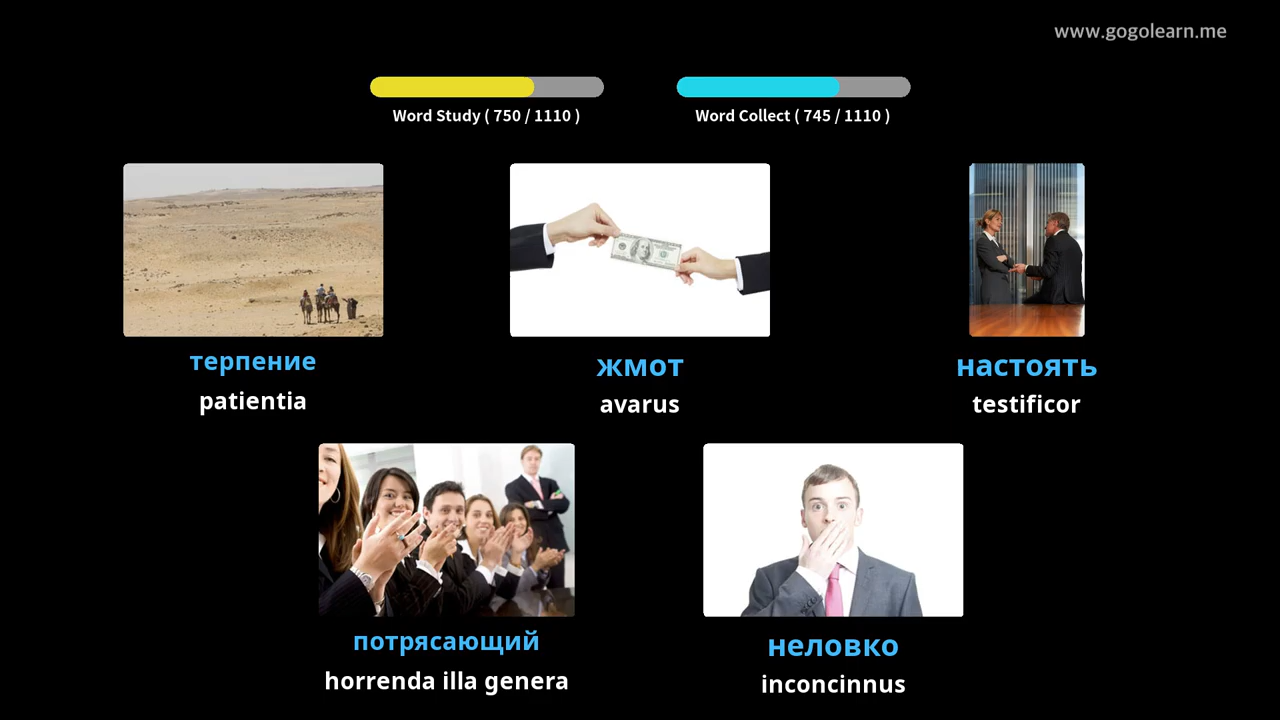 www.gogolearn.me
Word Study ( 750 / 1110 )
Word Collect ( 745 / 1110 )
терпение
patientia
жмот
avarus
настоять
testificor
потрясающий
horrenda illa genera
неловко
inconcinnus